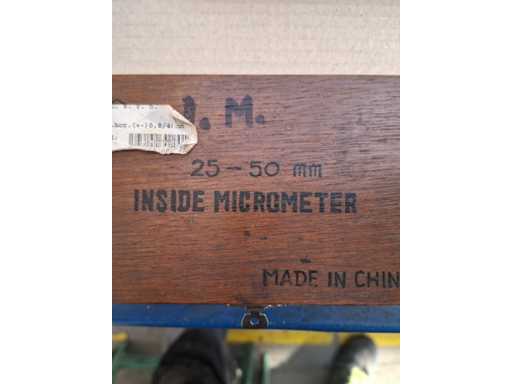 I. M.
25-50 mm
INSIDE MICROMETER
MADE IN CHIN